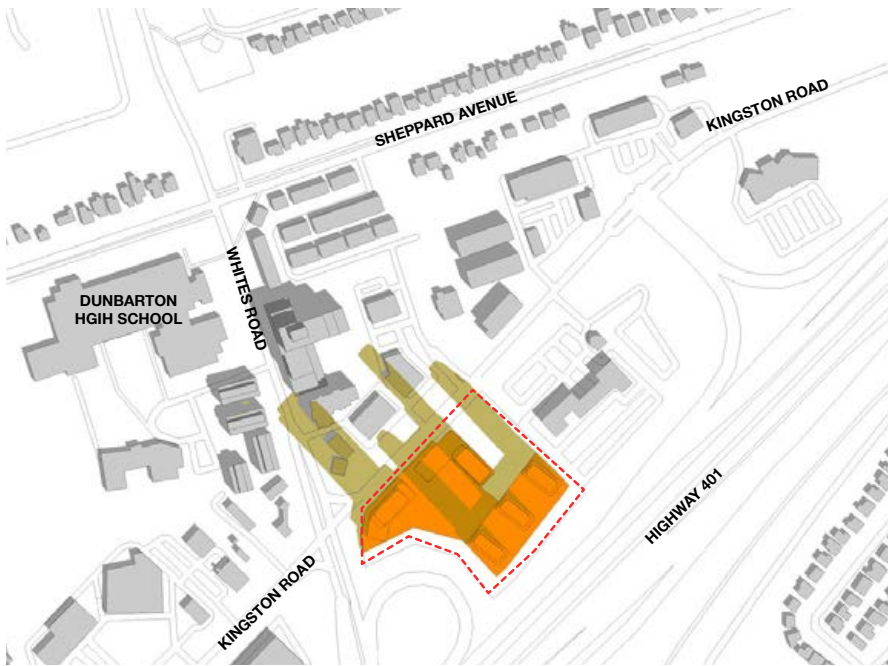 SHEPPARD AVENUE
KINGSTON ROAD
WHITES ROAD
DUNBARTON
HGIH SCHOOL
HIGHWAY 401
KINGSTON ROAD